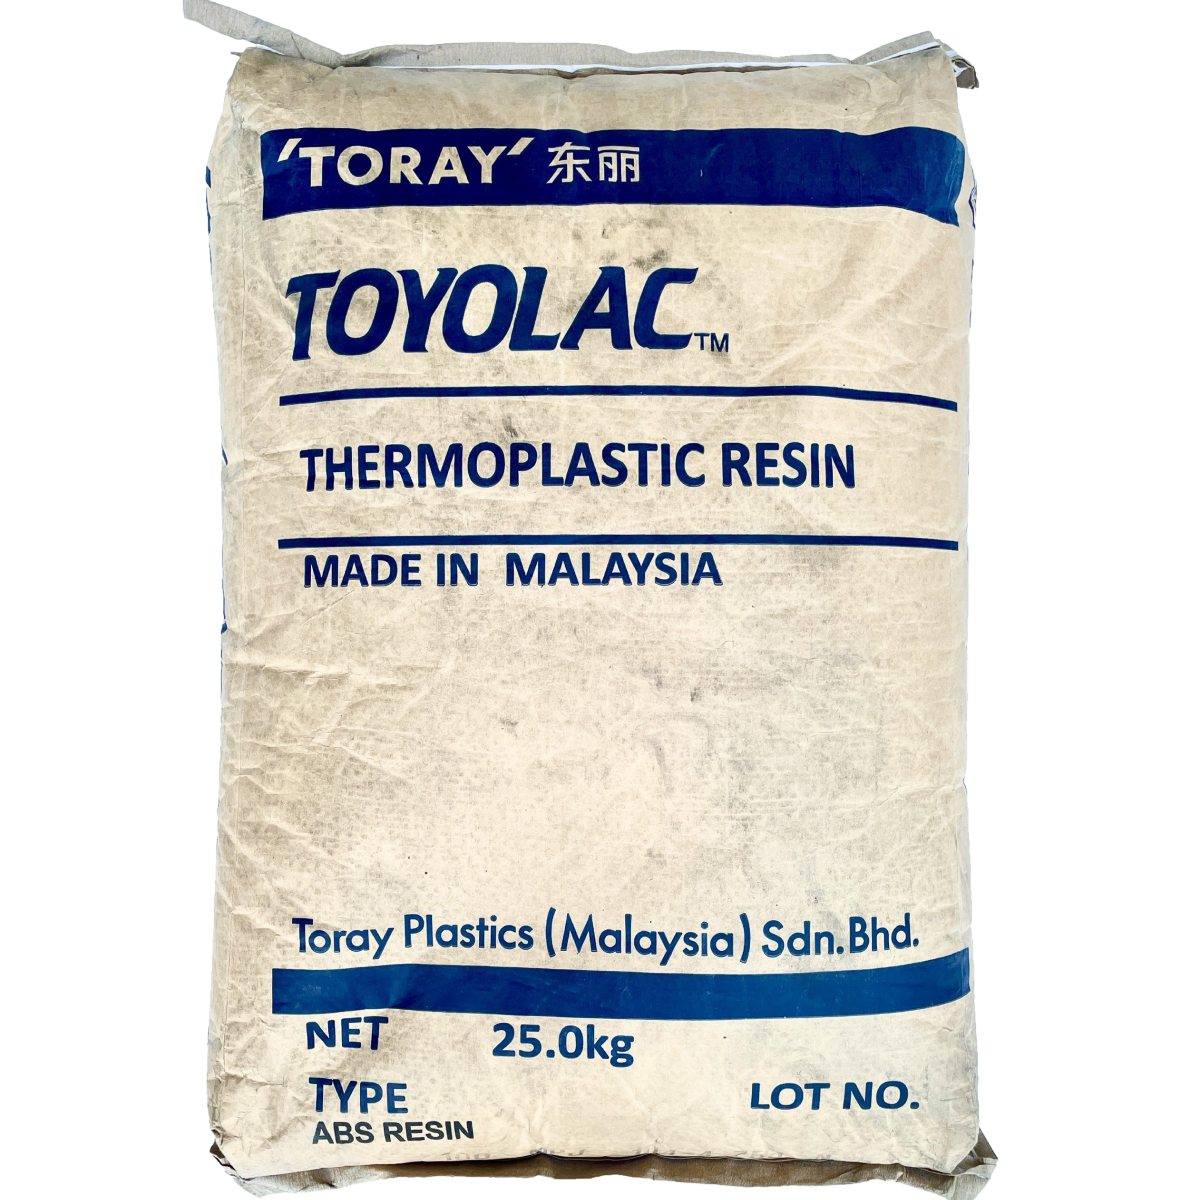 'TORAY' 东丽
TOYOLAC™
THERMOPLASTIC RESIN
MADE IN MALAYSIA
Toray Plastics (Malaysia) Sdn. Bhd.
NET 25.0kg
TYPE LOT NO.
ABS RESIN